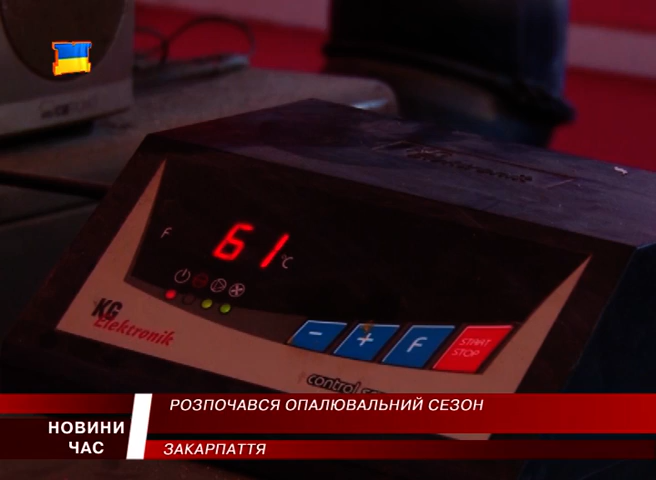 F
61 °C
KG
Elektronik
−
+
F
START
STOP
control
РОЗПОЧАВСЯ ОПАЛЮВАЛЬНИЙ СЕЗОН
НОВИНИ
ЧАС
ЗАКАРПАТТЯ